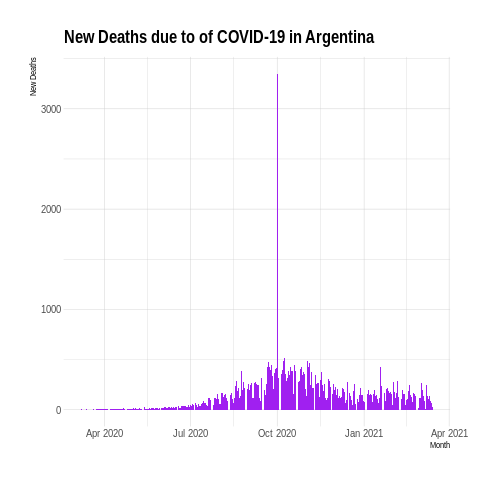 New Deaths due to of COVID-19 in Argentina
New Deaths
3000
2000
1000
0
Apr 2020 Jul 2020 Oct 2020 Jan 2021 Apr 2021
Month